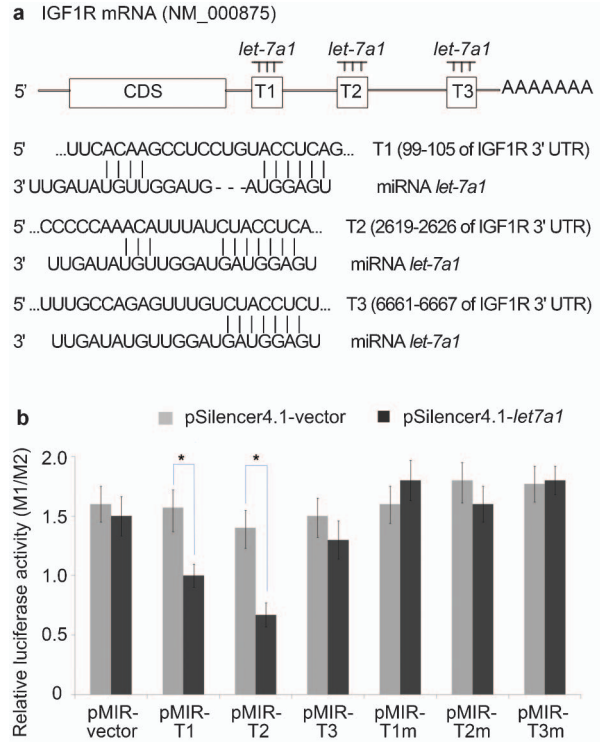 a IGF1R mRNA (NM_000875)
let-7a1 let-7a1 let-7a1
5' CDS T1 T2 T3 AAAAAAA
5' ...UUCACAAGCCUCCUGUACCUCAG... T1 (99-105 of IGF1R 3' UTR)
3' UUGAUAUGUUGGAUG- - -AUGGAGU miRNA let-7a1
5' ...CCCCCAAACAUUUAUCUACCUCA... T2 (2619-2626 of IGF1R 3' UTR)
3' UUGAUAUGUUGGAUGAUGGAGU miRNA let-7a1
5' ...UUUGCCAGAGUUUGUCUACCUCU... T3 (6661-6667 of IGF1R 3' UTR)
3' UUGAUAUGUUGGAUGAUGGAGU miRNA let-7a1
b pSilencer4.1-vector pSilencer4.1-let7a1
Relative luciferase activity (M1/M2)
2.0
1.5
1.0
0.5
0
* *
pMIR-vector pMIR-T1 pMIR-T2 pMIR-T3 pMIR-T1m pMIR-T2m pMIR-T3m